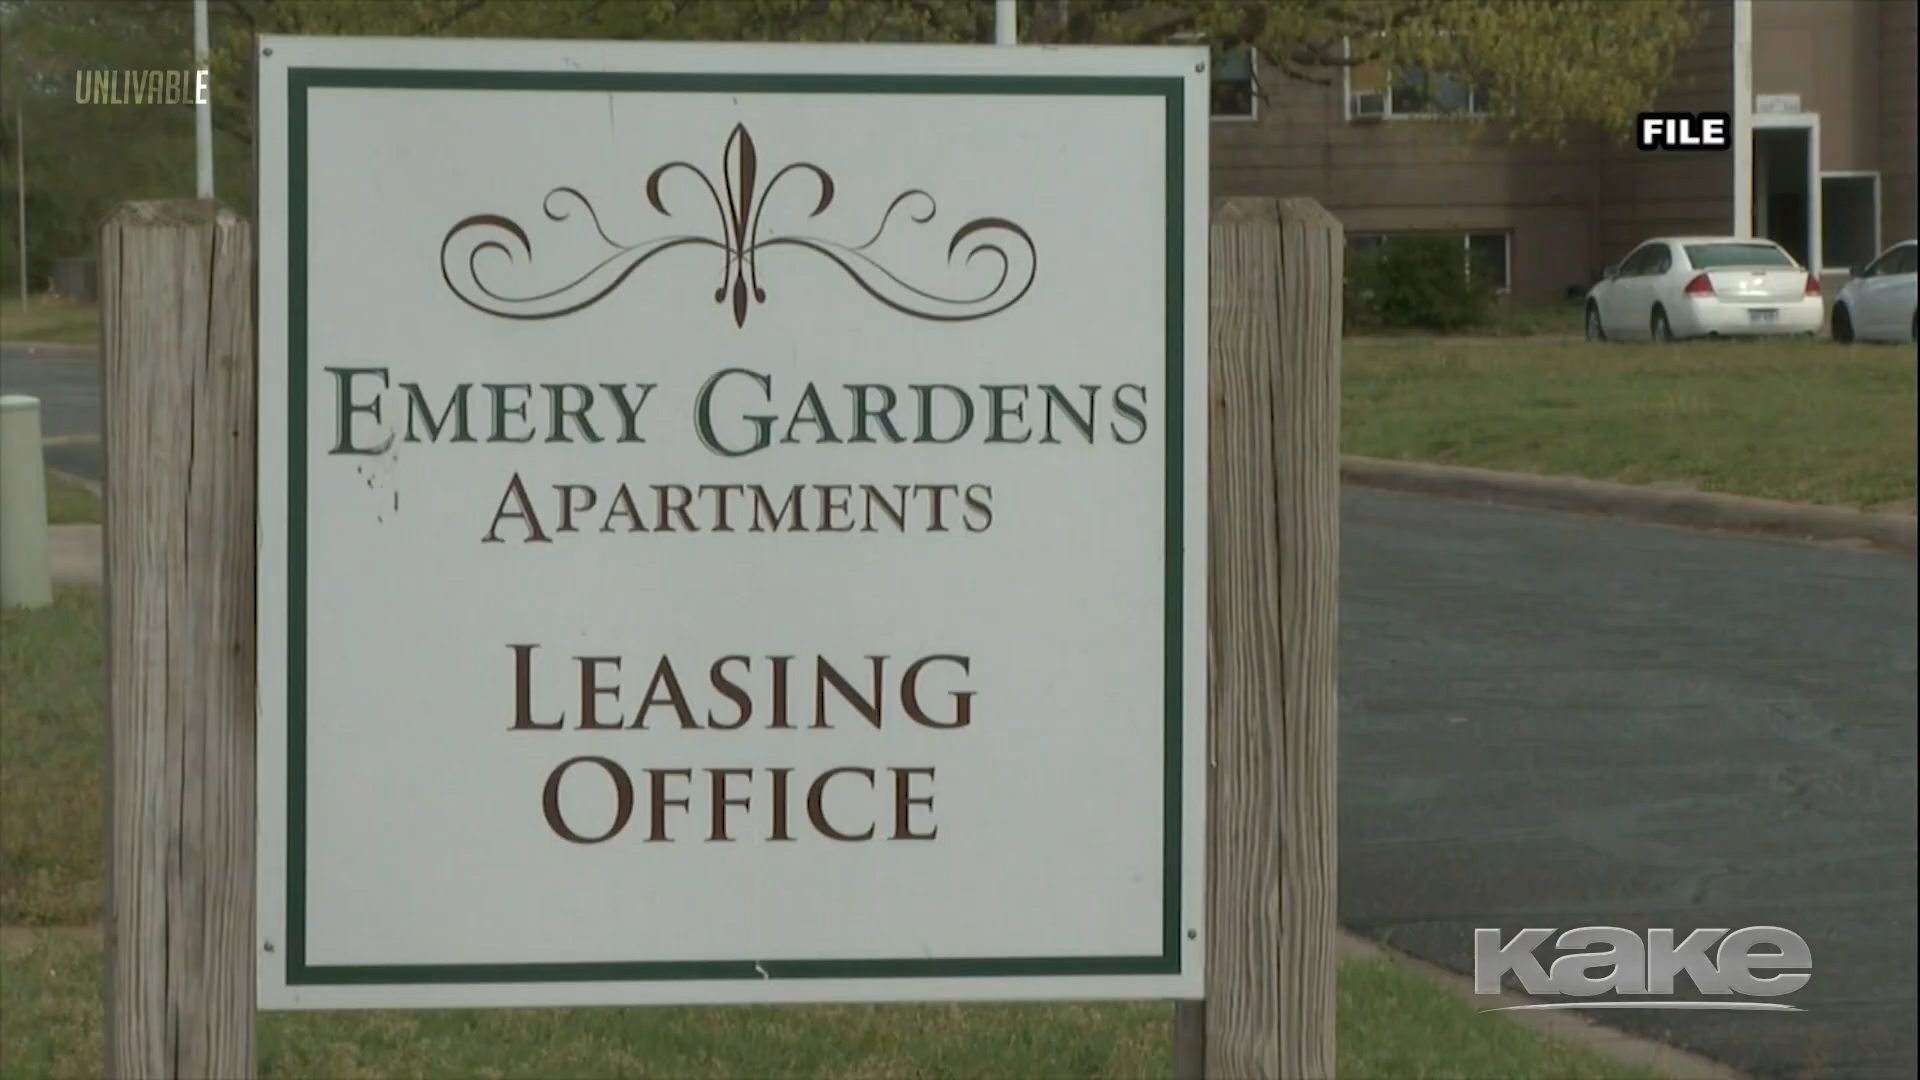 UNLIVABLE
FILE
EMERY GARDENS
APARTMENTS
LEASING
OFFICE
KAKE